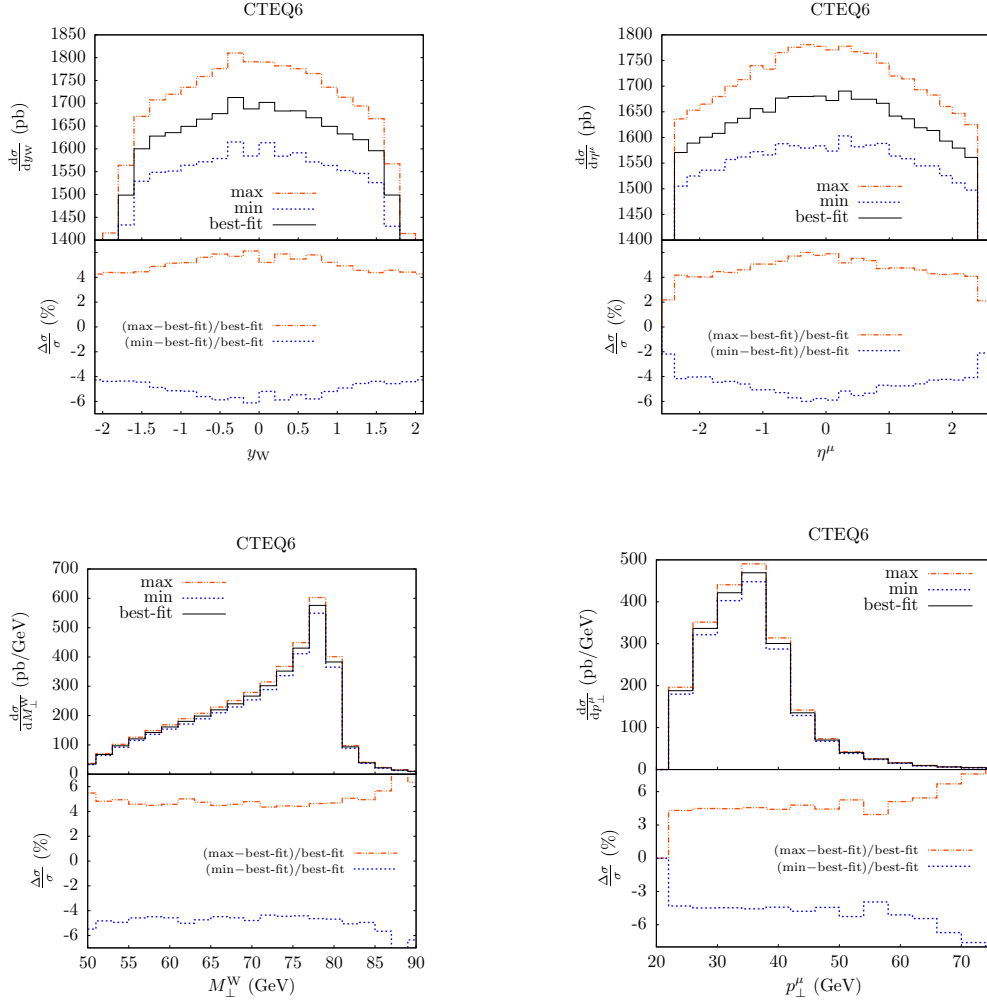 CTEQ6
1850
1800
1750
1700
1650
1600
1550
1500
1450
1400
dσ/dy_W (pb)
max
min
best-fit
4
2
0
-2
-4
-6
Δσ/σ (%)
(max−best-fit)/best-fit
(min−best-fit)/best-fit
-2 -1.5 -1 -0.5 0 0.5 1 1.5 2
y_W
CTEQ6
1800
1750
1700
1650
1600
1550
1500
1450
1400
dσ/dη^μ (pb)
max
min
best-fit
4
2
0
-2
-4
-6
Δσ/σ (%)
(max−best-fit)/best-fit
(min−best-fit)/best-fit
-2 -1 0 1 2
η^μ
CTEQ6
700
600
500
400
300
200
100
0
dσ/dM_⊥^W (pb/GeV)
max
min
best-fit
6
4
2
0
-2
-4
-6
Δσ/σ (%)
(max−best-fit)/best-fit
(min−best-fit)/best-fit
50 55 60 65 70 75 80 85 90
M_⊥^W (GeV)
CTEQ6
500
400
300
200
100
0
dσ/dp_⊥^μ (pb/GeV)
max
min
best-fit
6
3
0
-3
-6
Δσ/σ (%)
(max−best-fit)/best-fit
(min−best-fit)/best-fit
20 30 40 50 60 70
p_⊥^μ (GeV)